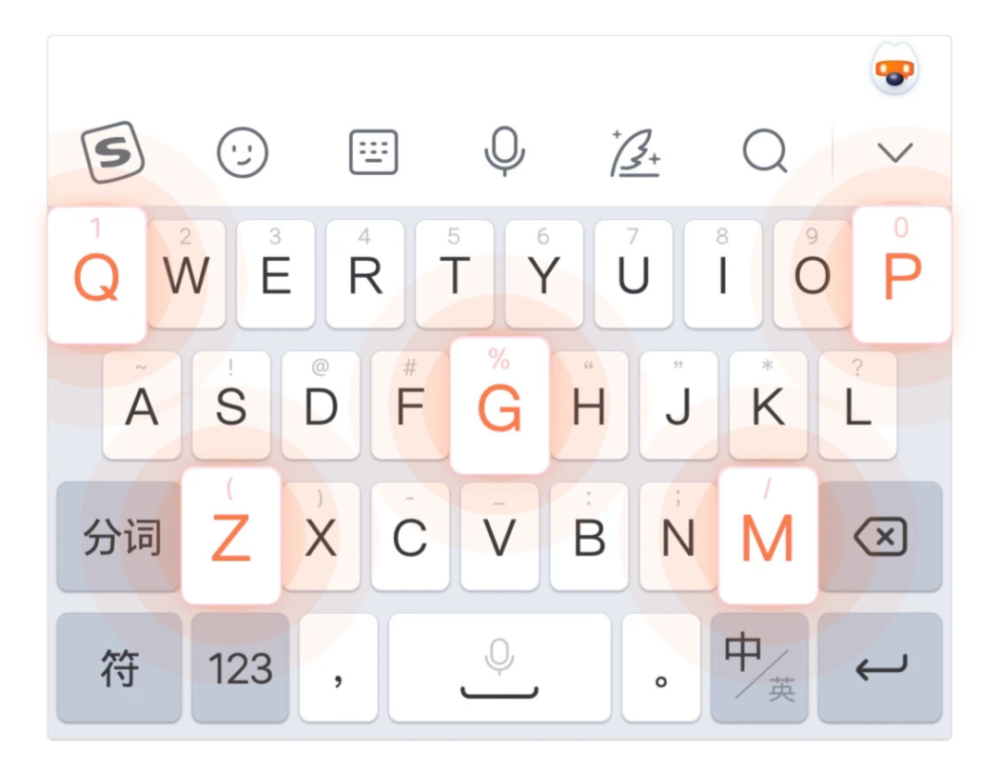 S
1 2 3 4 5 6 7 8 9 0
Q W E R T Y U I O P
~ ! @ # % “ ” * ?
A S D F G H J K L
( ) - _ : ; /
分词 Z X C V B N M
符 123 , 。 中/英